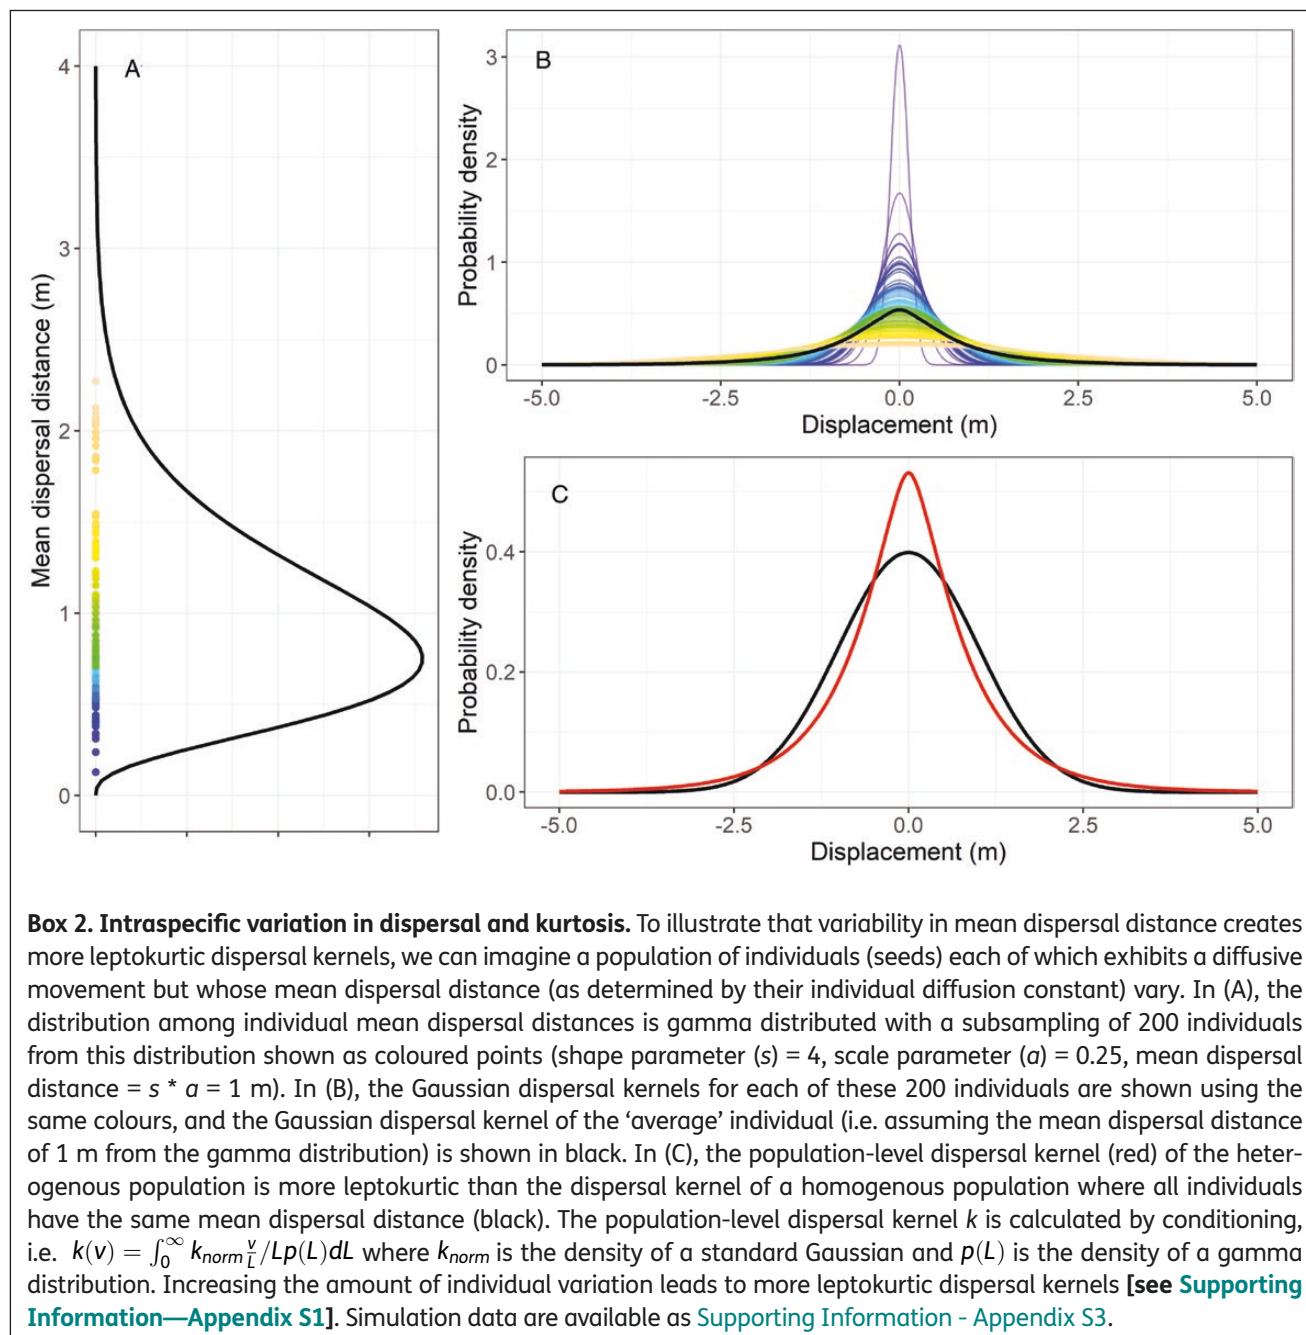 A
4
3
2
1
0
Mean dispersal distance (m)
B
3
2
1
0
Probability density
-5.0 -2.5 0.0 2.5 5.0
Displacement (m)
C
0.4
0.2
0.0
Probability density
-5.0 -2.5 0.0 2.5 5.0
Displacement (m)
Box 2. Intraspecific variation in dispersal and kurtosis. To illustrate that variability in mean dispersal distance creates
more leptokurtic dispersal kernels, we can imagine a population of individuals (seeds) each of which exhibits a diffusive
movement but whose mean dispersal distance (as determined by their individual diffusion constant) vary. In (A), the
distribution among individual mean dispersal distances is gamma distributed with a subsampling of 200 individuals
from this distribution shown as coloured points (shape parameter (s) = 4, scale parameter (a) = 0.25, mean dispersal
distance = s * a = 1 m). In (B), the Gaussian dispersal kernels for each of these 200 individuals are shown using the
same colours, and the Gaussian dispersal kernel of the ‘average’ individual (i.e. assuming the mean dispersal distance
of 1 m from the gamma distribution) is shown in black. In (C), the population-level dispersal kernel (red) of the heter-
ogenous population is more leptokurtic than the dispersal kernel of a homogenous population where all individuals
have the same mean dispersal distance (black). The population-level dispersal kernel k is calculated by conditioning,
i.e. k(v) = ∫₀^∞ k_norm v/L /Lp(L)dL where k_norm is the density of a standard Gaussian and p(L) is the density of a gamma
distribution. Increasing the amount of individual variation leads to more leptokurtic dispersal kernels [see Supporting
Information—Appendix S1]. Simulation data are available as Supporting Information - Appendix S3.